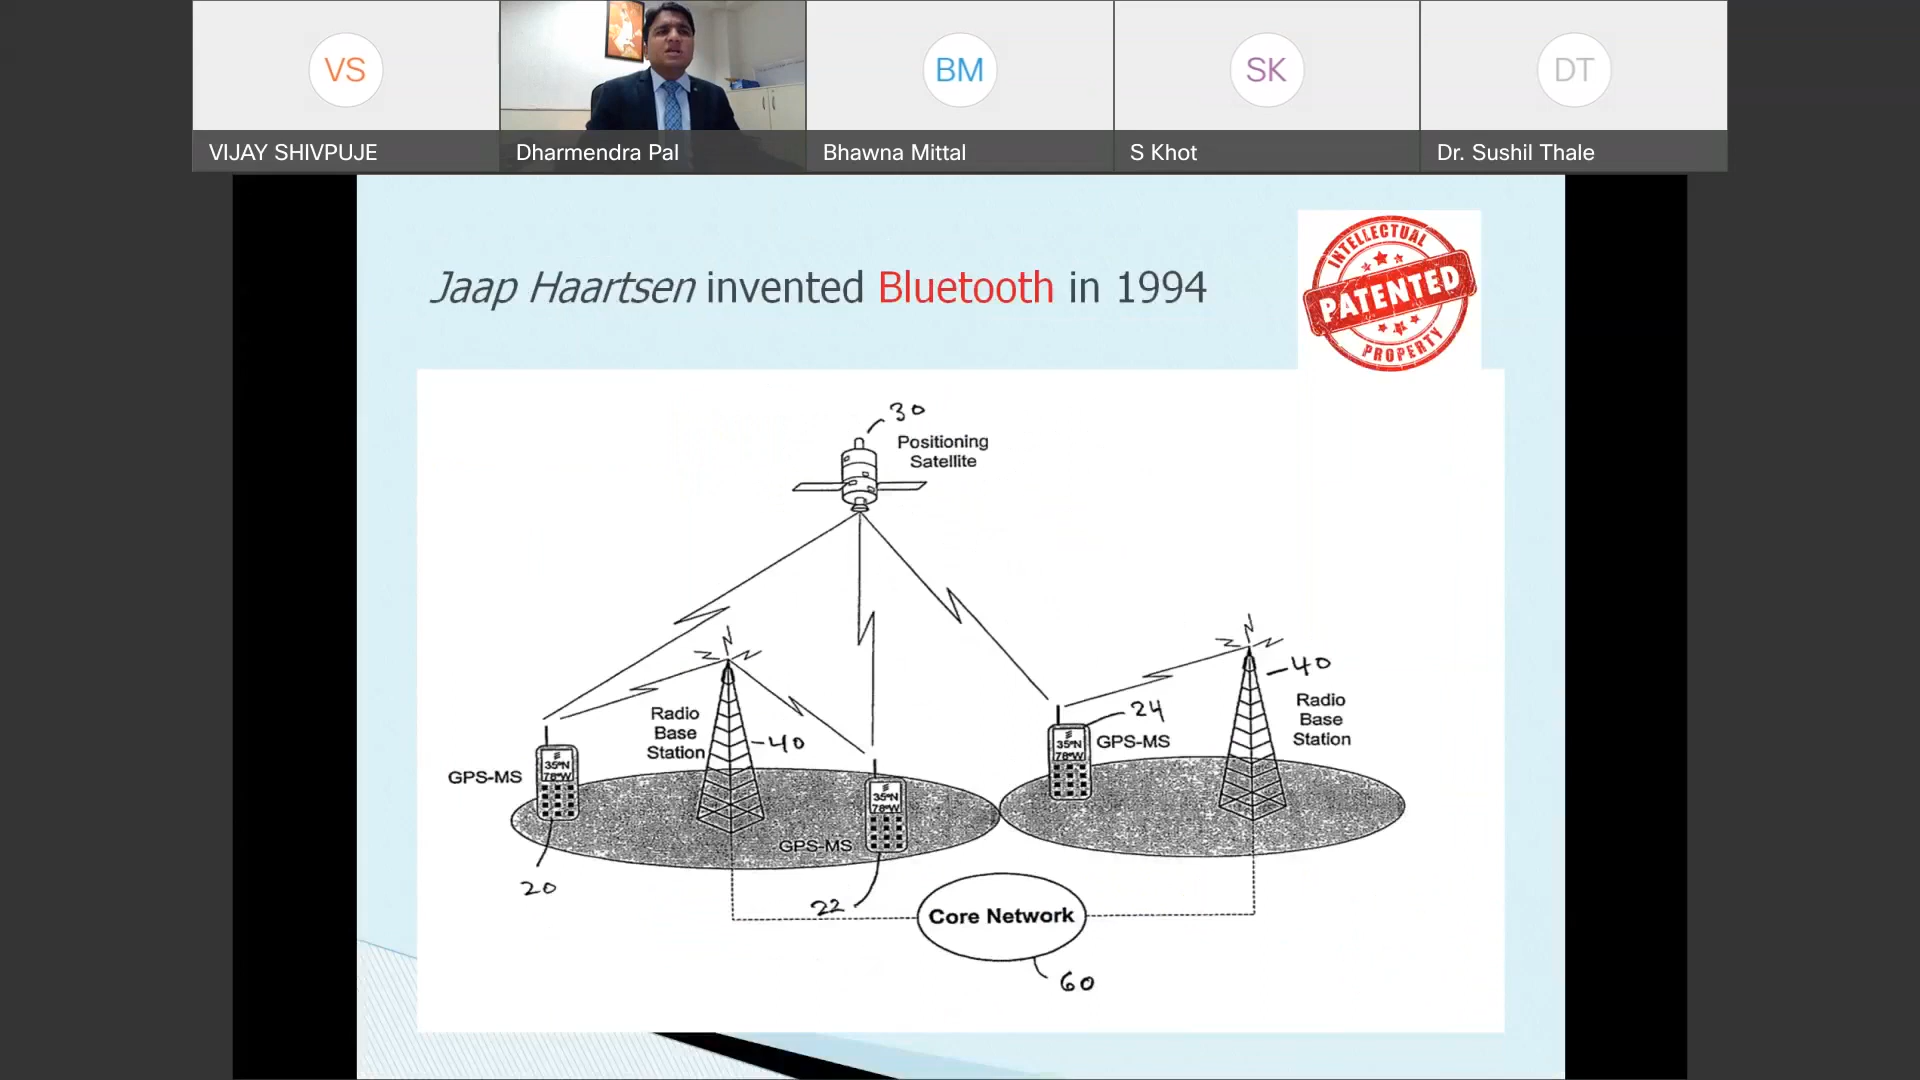 VS
BM
SK
DT
VIJAY SHIVPUJE
Dharmendra Pal
Bhawna Mittal
S Khot
Dr. Sushil Thale
Jaap Haartsen invented Bluetooth in 1994
INTELLECTUAL
PATENTED
PROPERTY
30
Positioning
Satellite
40
Radio
Base
Station
24
GPS-MS
35°N
78°W
Radio
Base
Station
40
GPS-MS
35°N
78°W
35°N
78°W
GPS-MS
20
22
Core Network
60